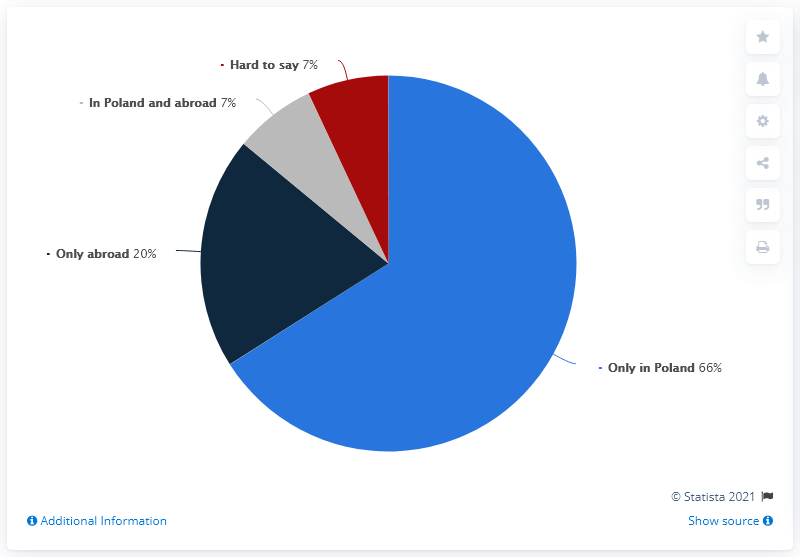 Hard to say 7%
In Poland and abroad 7%
Only abroad 20%
Only in Poland 66%
© Statista 2021
Additional Information
Show source